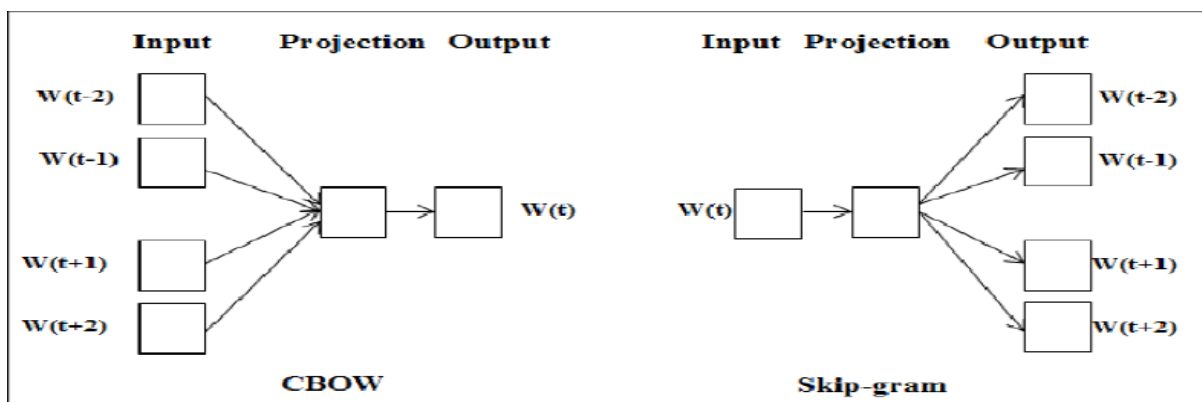 Input Projection Output
W(t-2)
W(t-1)
W(t)
W(t+1)
W(t+2)
CBOW
Input Projection Output
W(t-2)
W(t-1)
W(t)
W(t+1)
W(t+2)
Skip-gram